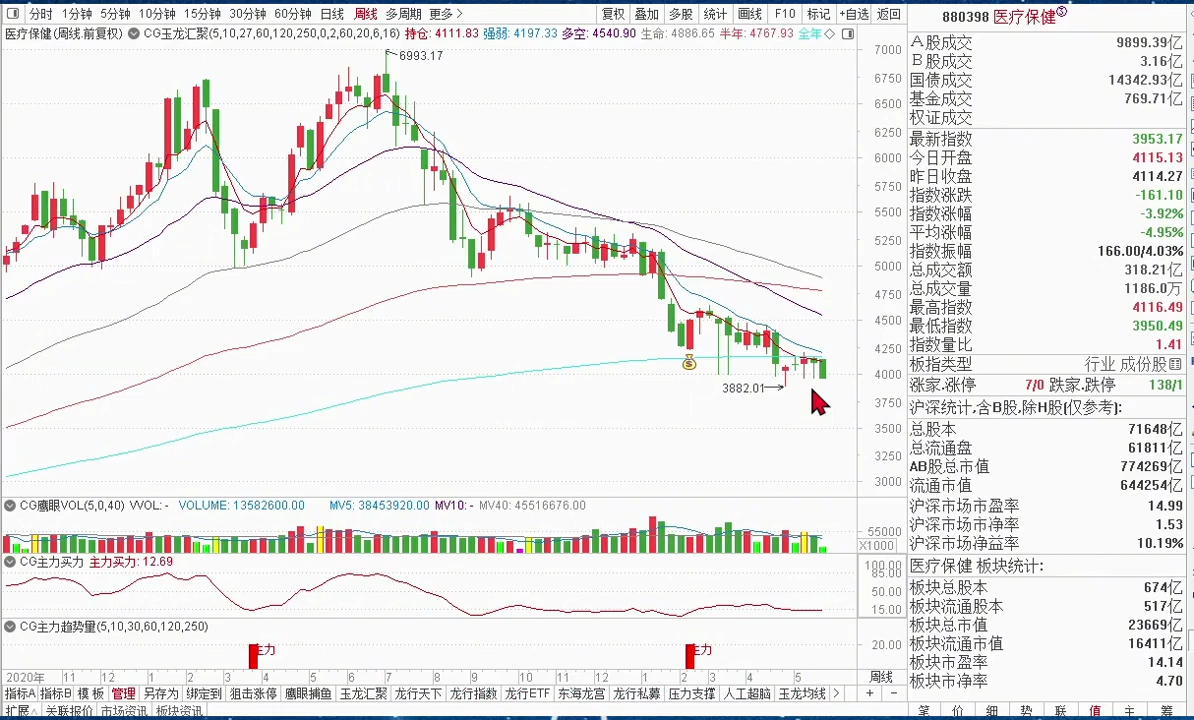 分时 1分钟 5分钟 10分钟 15分钟 30分钟 60分钟 日线 周线 多周期 更多> 复权 叠加 多股 统计 画线 F10 标记 +自选 返回
880398 医疗保健
医疗保健(周线.前复权) CG玉龙汇聚(5,10,27,60,120,250,0,2,60,20,6,16) 持仓: 4111.83 强弱: 4197.33 多空: 4540.90 生命: 4886.65 半年: 4767.93 全年
6993.17
3882.01
7000
6750
6500
6250
6000
5750
5500
5250
5000
4750
4500
4250
4000
3750
3500
3250
3000
CG鹰眼VOL(5,0,40) VVOL: - VOLUME: 13582600.00 MV5: 38453920.00 MV10: - MV40: 45516676.00
55000
X1000
CG主力买力 主力买力: 12.69
100.00
85.00
50.00
15.00
CG主力趋势量(5,10,30,60,120,250)
20.00
主力
主力
2020年 11 12 1 2 3 4 5 6 7 8 9 10 11 12 1 2 3 4 5 周线
指标A 指标B 模 板 管理 另存为 绑定到 狙击涨停 鹰眼捕鱼 玉龙汇聚 龙行天下 龙行指数 龙行ETF 东海龙宫 龙行私募 压力支撑 人工超脑 玉龙均线 > + -
扩展∧ 关联报价 市场资讯 板块资讯
A股成交 9899.39亿
B股成交 3.16亿
国债成交 14342.93亿
基金成交 769.71亿
权证成交
最新指数 3953.17
今日开盘 4115.13
昨日收盘 4114.27
指数涨跌 -161.10
指数涨幅 -3.92%
平均涨幅 -4.95%
指数振幅 166.00/4.03%
总成交额 318.21亿
总成交量 1186.0万
最高指数 4116.49
最低指数 3950.49
指数量比 1.41
板指类型 行业 成份股
涨家.涨停 7/0 跌家.跌停 138/1
沪深统计,含B股,除H股(仅参考):
总股本 71648亿
总流通盘 61811亿
AB股总市值 774269亿
流通市值 644254亿
沪深市场市盈率 14.99
沪深市场市净率 1.53
沪深市场净益率 10.19%
医疗保健 板块统计:
板块总股本 674亿
板块流通股本 517亿
板块总市值 23669亿
板块流通市值 16411亿
板块市盈率 14.14
板块市净率 4.70
笔 价 细 势 联 值 主 筹